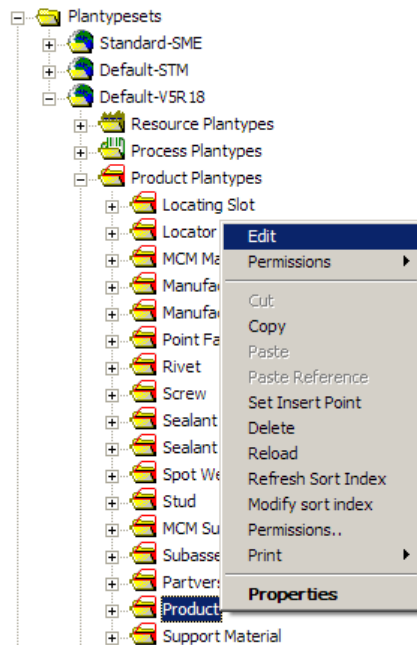 Plantypesets
Standard-SME
Default-STM
Default-V5R18
Resource Plantypes
Process Plantypes
Product Plantypes
Locating Slot
Locator
MCM Ma
Manufa
Manufa
Point Fa
Rivet
Screw
Sealant
Sealant
Spot We
Stud
MCM Su
Subasse
Partvers
Product
Support Material
Edit
Permissions
Cut
Copy
Paste
Paste Reference
Set Insert Point
Delete
Reload
Refresh Sort Index
Modify sort index
Permissions..
Print
Properties